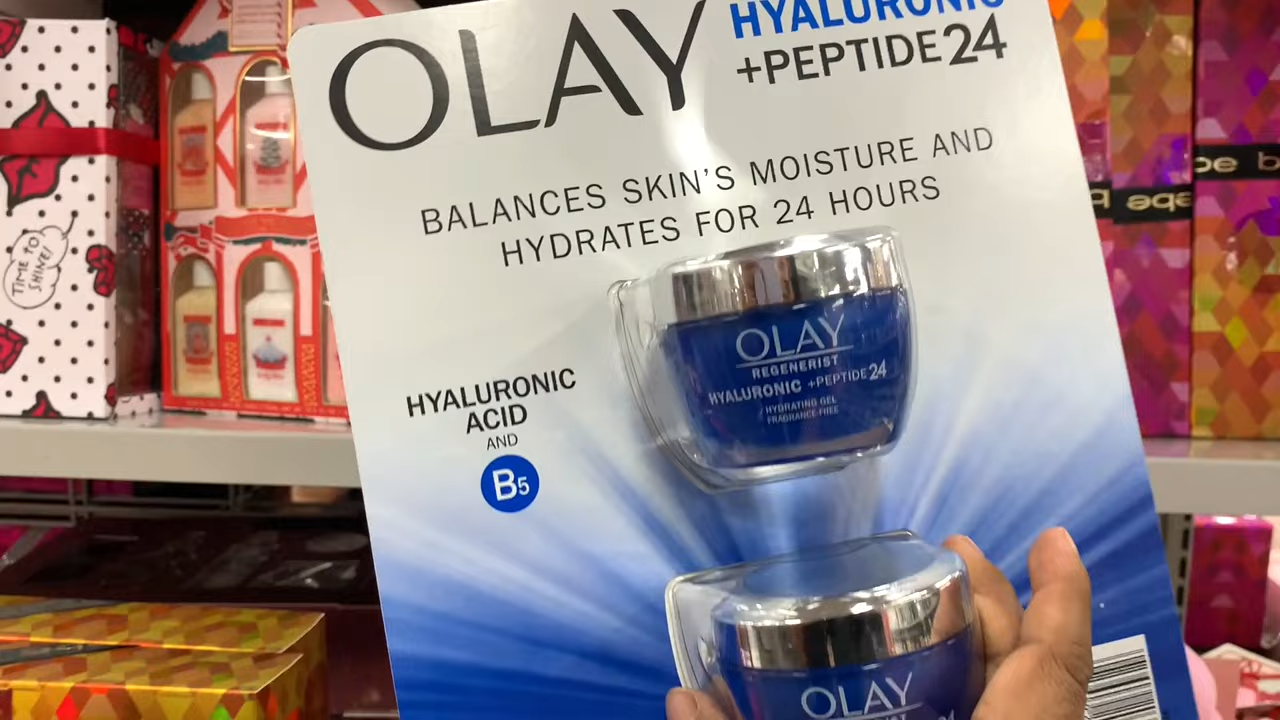 OLAY
HYALURONIC
+PEPTIDE24
BALANCES SKIN'S MOISTURE AND
HYDRATES FOR 24 HOURS
HYALURONIC
ACID
AND
B5
OLAY
REGENERIST
HYALURONIC +PEPTIDE24
HYDRATING GEL
FRAGRANCE-FREE
OLAY
TIME TO
SHINE!
bebe